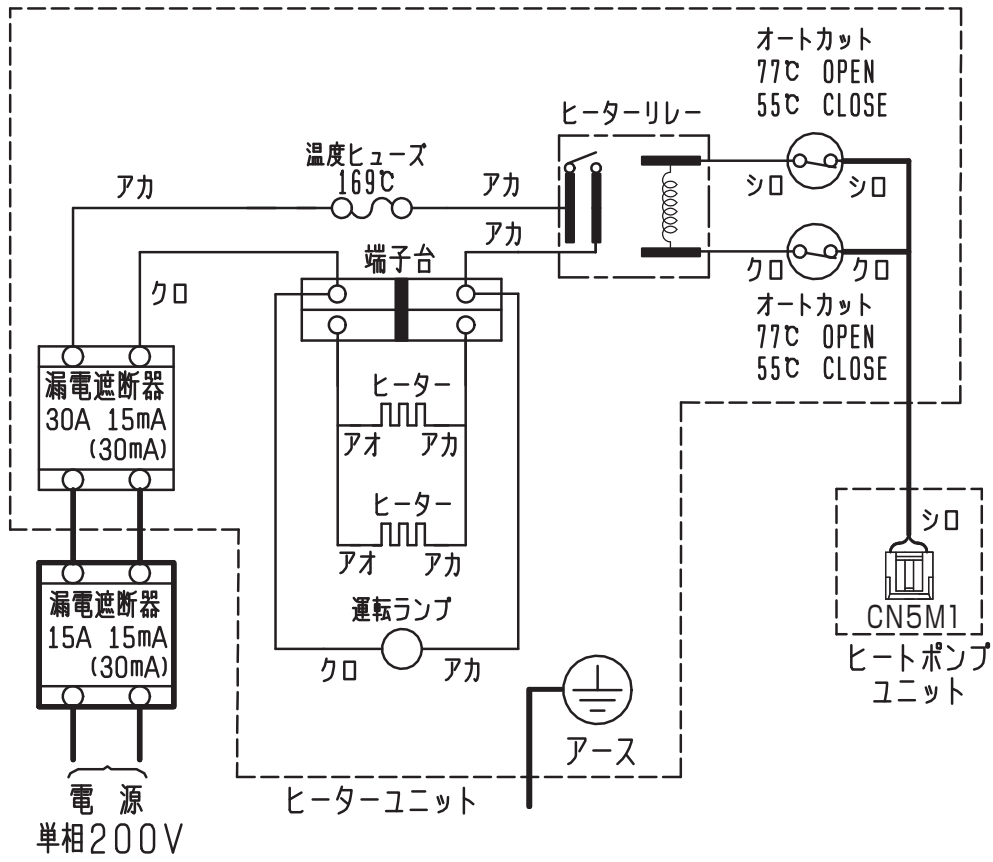 オートカット
77℃ OPEN
55℃ CLOSE
ヒーターリレー
温度ヒューズ
169℃
アカ
アカ
シロ
シロ
アカ
端子台
クロ
クロ
クロ
オートカット
77℃ OPEN
55℃ CLOSE
漏電遮断器
30A 15mA
(30mA)
ヒーター
アオ
アカ
ヒーター
アオ
アカ
シロ
CN5M1
ヒートポンプ
ユニット
漏電遮断器
15A 15mA
(30mA)
運転ランプ
クロ
アカ
アース
ヒーターユニット
電 源
単相200V